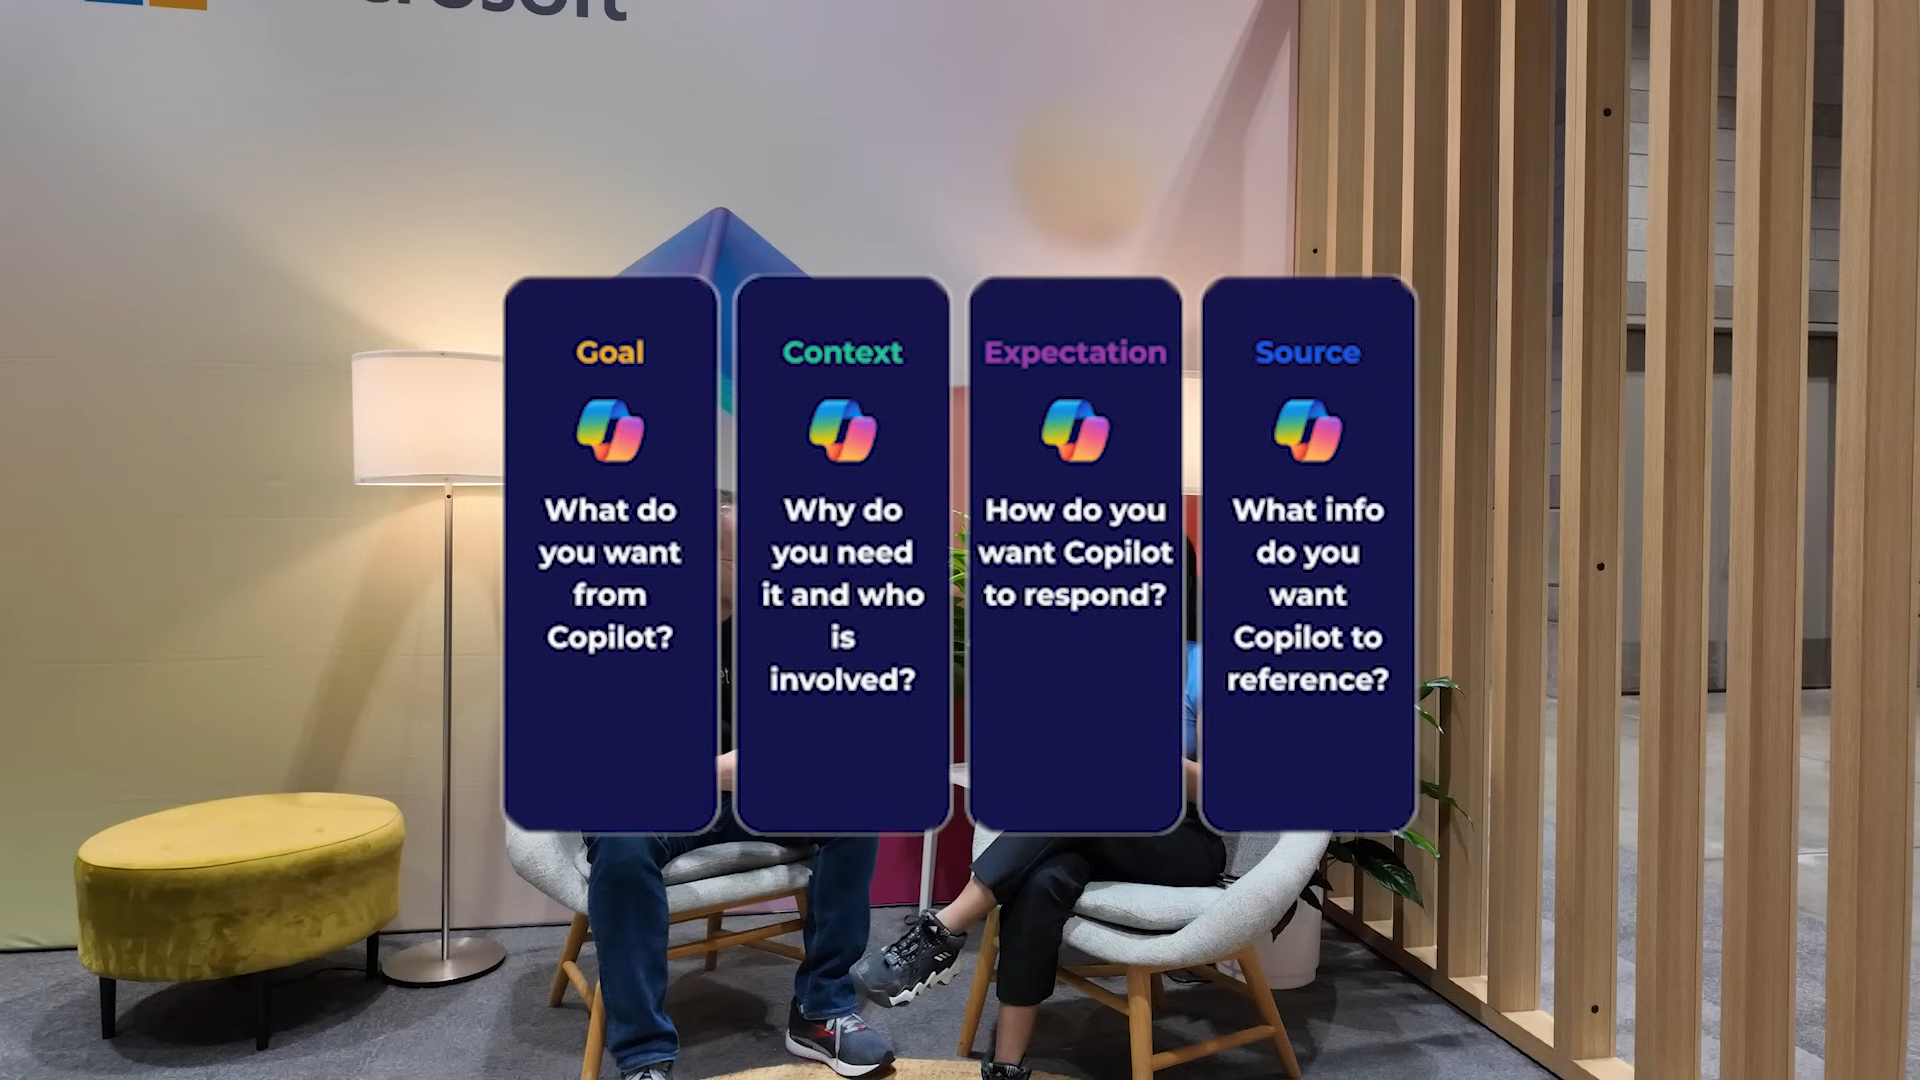 Goal
What do
you want
from
Copilot?
Context
Why do
you need
it and who
is
involved?
Expectation
How do you
want Copilot
to respond?
Source
What info
do you
want
Copilot to
reference?